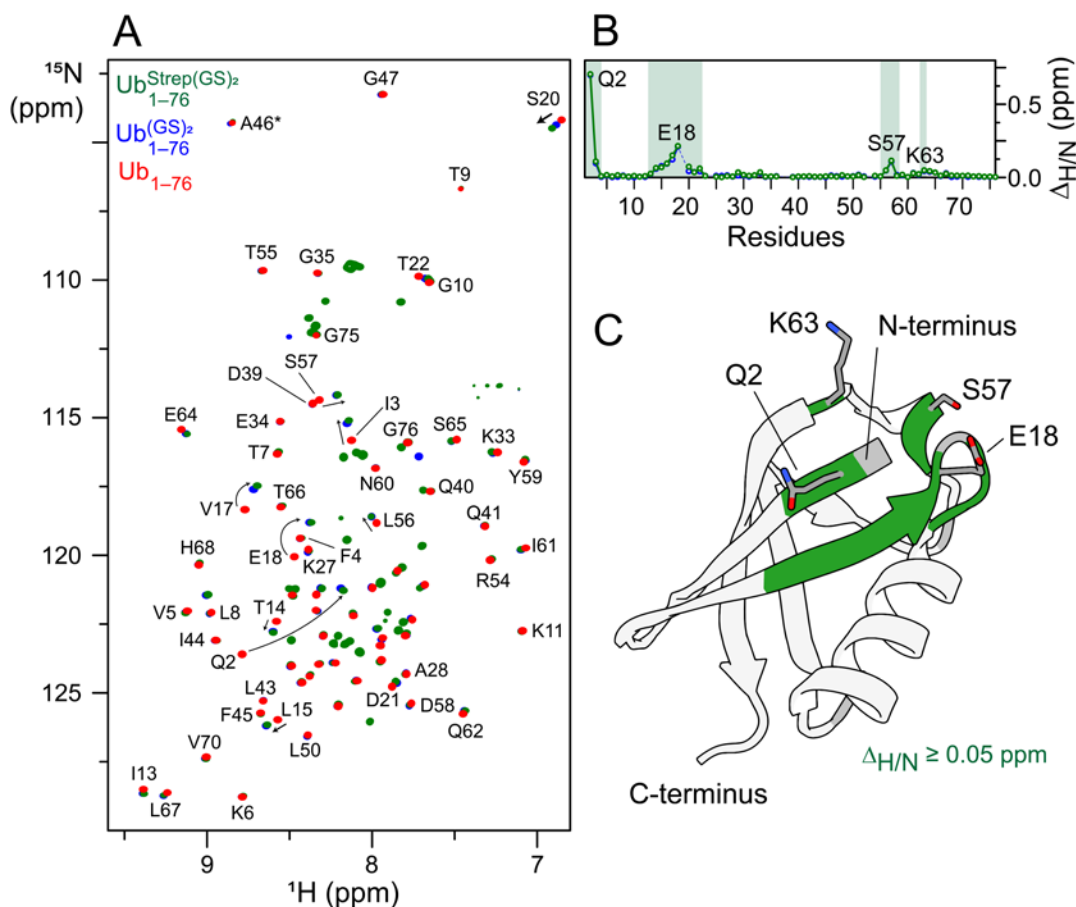 A
¹⁵N
(ppm)
Ub Strep(GS)₂ 1–76
Ub (GS)₂ 1–76
Ub 1–76
G47
A46*
S20
T9
T55
G35
T22
G10
110
G75
S57
D39
I3
115
E64
E34
G76
S65
K33
T7
N60
Y59
V17
T66
Q40
L56
Q41
120
H68
E18
F4
K27
I61
R54
V5
L8
T14
I44
Q2
K11
A28
125
L43
D21
F45
L15
D58
L50
Q62
V70
I13
L67
K6
9
8
7
¹H (ppm)
B
Q2
E18
S57
K63
0.5
0.0
ΔH/N (ppm)
10 20 30 40 50 60 70
Residues
C
K63
N-terminus
Q2
S57
E18
ΔH/N ≥ 0.05 ppm
C-terminus